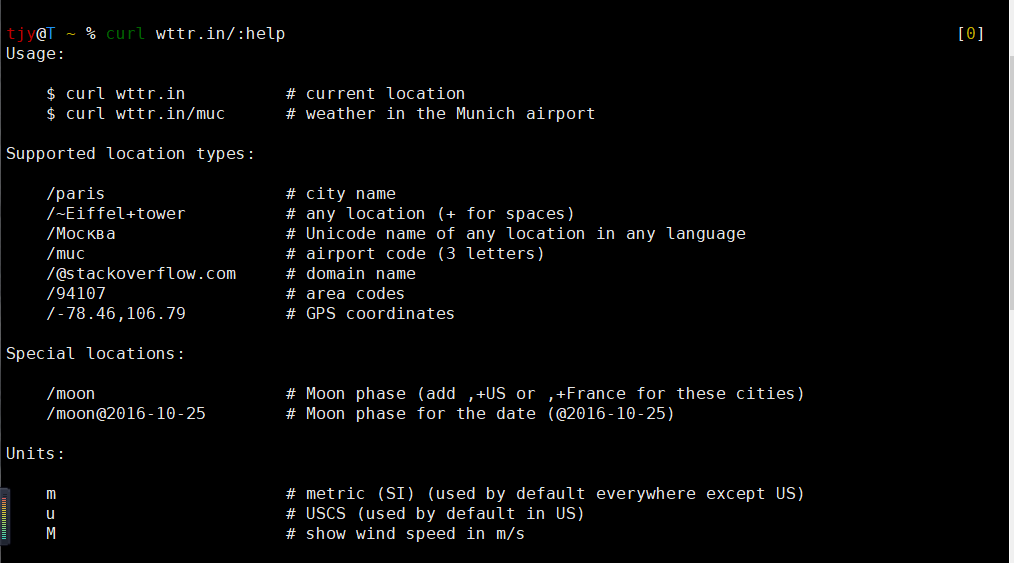 tjy@T ~ % curl wttr.in/:help [0]
Usage:
$ curl wttr.in # current location
$ curl wttr.in/muc # weather in the Munich airport
Supported location types:
/paris # city name
/~Eiffel+tower # any location (+ for spaces)
/Москва # Unicode name of any location in any language
/muc # airport code (3 letters)
/@stackoverflow.com # domain name
/94107 # area codes
/-78.46,106.79 # GPS coordinates
Special locations:
/moon # Moon phase (add ,+US or ,+France for these cities)
/moon@2016-10-25 # Moon phase for the date (@2016-10-25)
Units:
m # metric (SI) (used by default everywhere except US)
u # USCS (used by default in US)
M # show wind speed in m/s